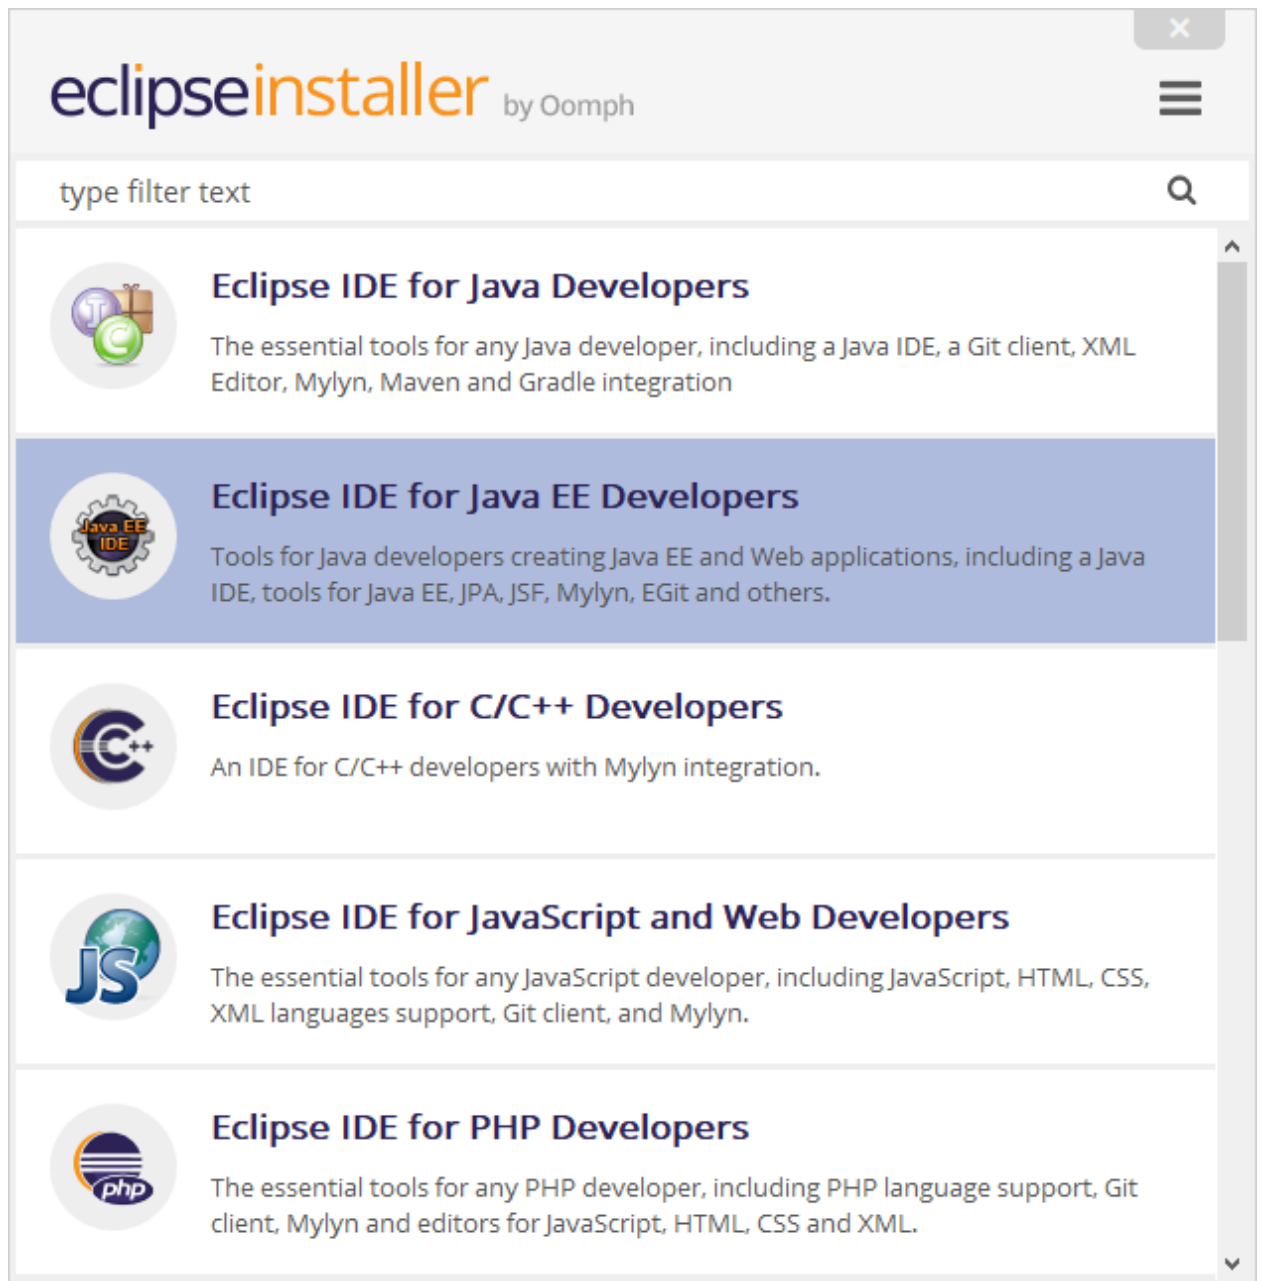 eclipseinstaller by Oomph
type filter text
Eclipse IDE for Java Developers
The essential tools for any Java developer, including a Java IDE, a Git client, XML
Editor, Mylyn, Maven and Gradle integration
Java EE
IDE
Eclipse IDE for Java EE Developers
Tools for Java developers creating Java EE and Web applications, including a Java
IDE, tools for Java EE, JPA, JSF, Mylyn, EGit and others.
C++
Eclipse IDE for C/C++ Developers
An IDE for C/C++ developers with Mylyn integration.
JS
Eclipse IDE for JavaScript and Web Developers
The essential tools for any JavaScript developer, including JavaScript, HTML, CSS,
XML languages support, Git client, and Mylyn.
php
Eclipse IDE for PHP Developers
The essential tools for any PHP developer, including PHP language support, Git
client, Mylyn and editors for JavaScript, HTML, CSS and XML.